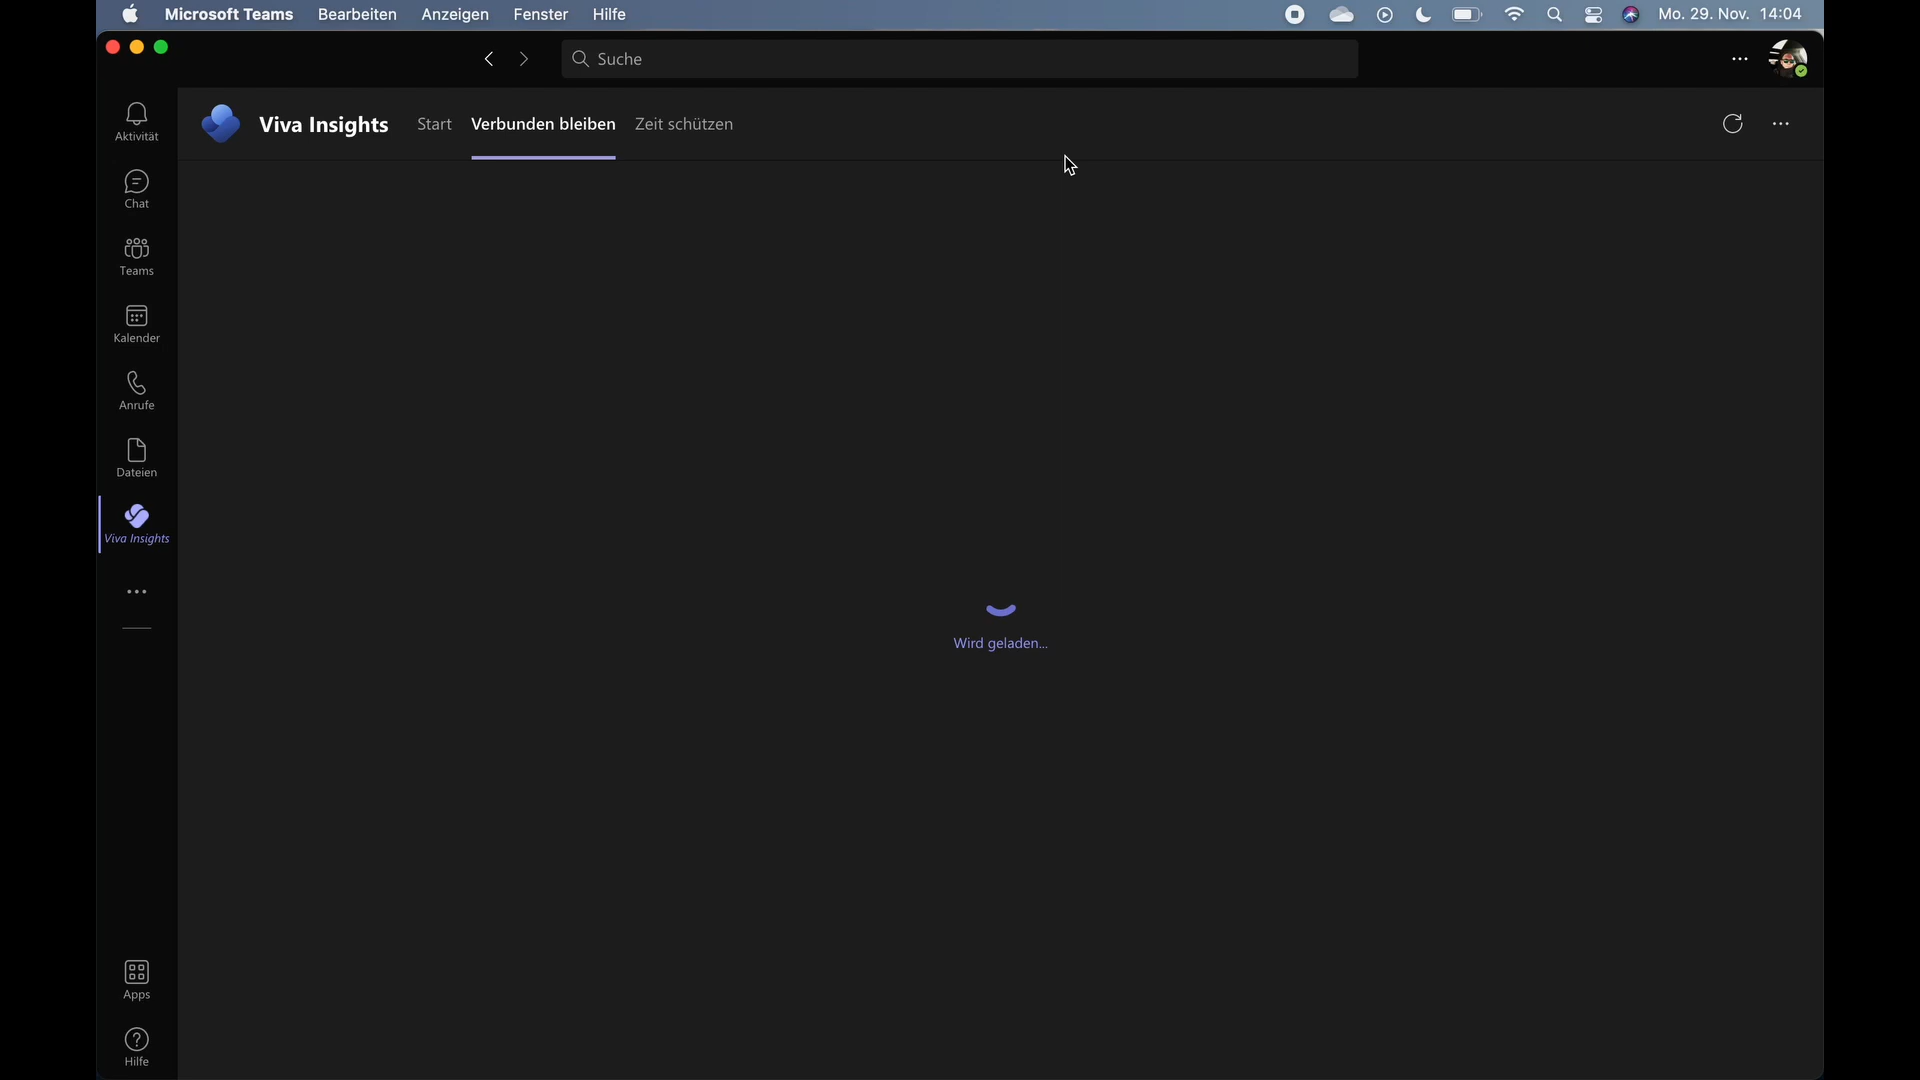 Microsoft Teams Bearbeiten Anzeigen Fenster Hilfe Mo. 29. Nov. 14:04
Suche
Viva Insights Start Verbunden bleiben Zeit schützen
Aktivität
Chat
Teams
Kalender
Anrufe
Dateien
Viva Insights
Wird geladen...
Apps
Hilfe